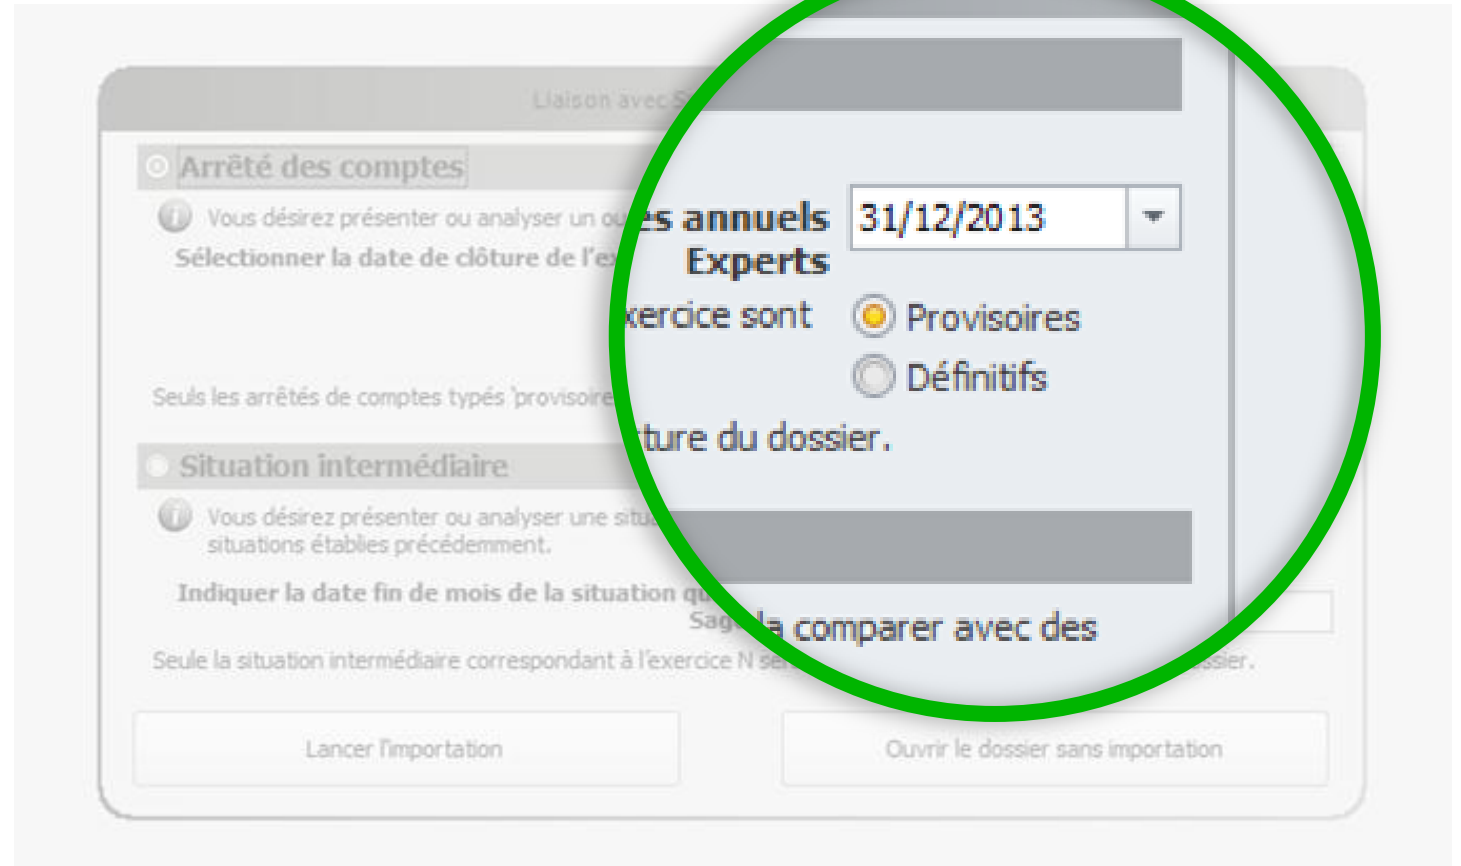 Liaison avec
Arrêté des comptes
Vous désirez présenter ou analyser un
es annuels 31/12/2013
Sélectionner la date de clôture de l'ex
Experts
xercice sont Provisoires
Définitifs
Seuls les arrêtés de comptes typés 'provisoire
ture du dossier.
Situation intermédiaire
Vous désirez présenter ou analyser une situa
situations établies précédemment.
Indiquer la date fin de mois de la situation qu
Sag
la comparer avec des
Seule la situation intermédiaire correspondant à l'exercice N ser
ssier.
Lancer l'importation
Ouvrir le dossier sans importation